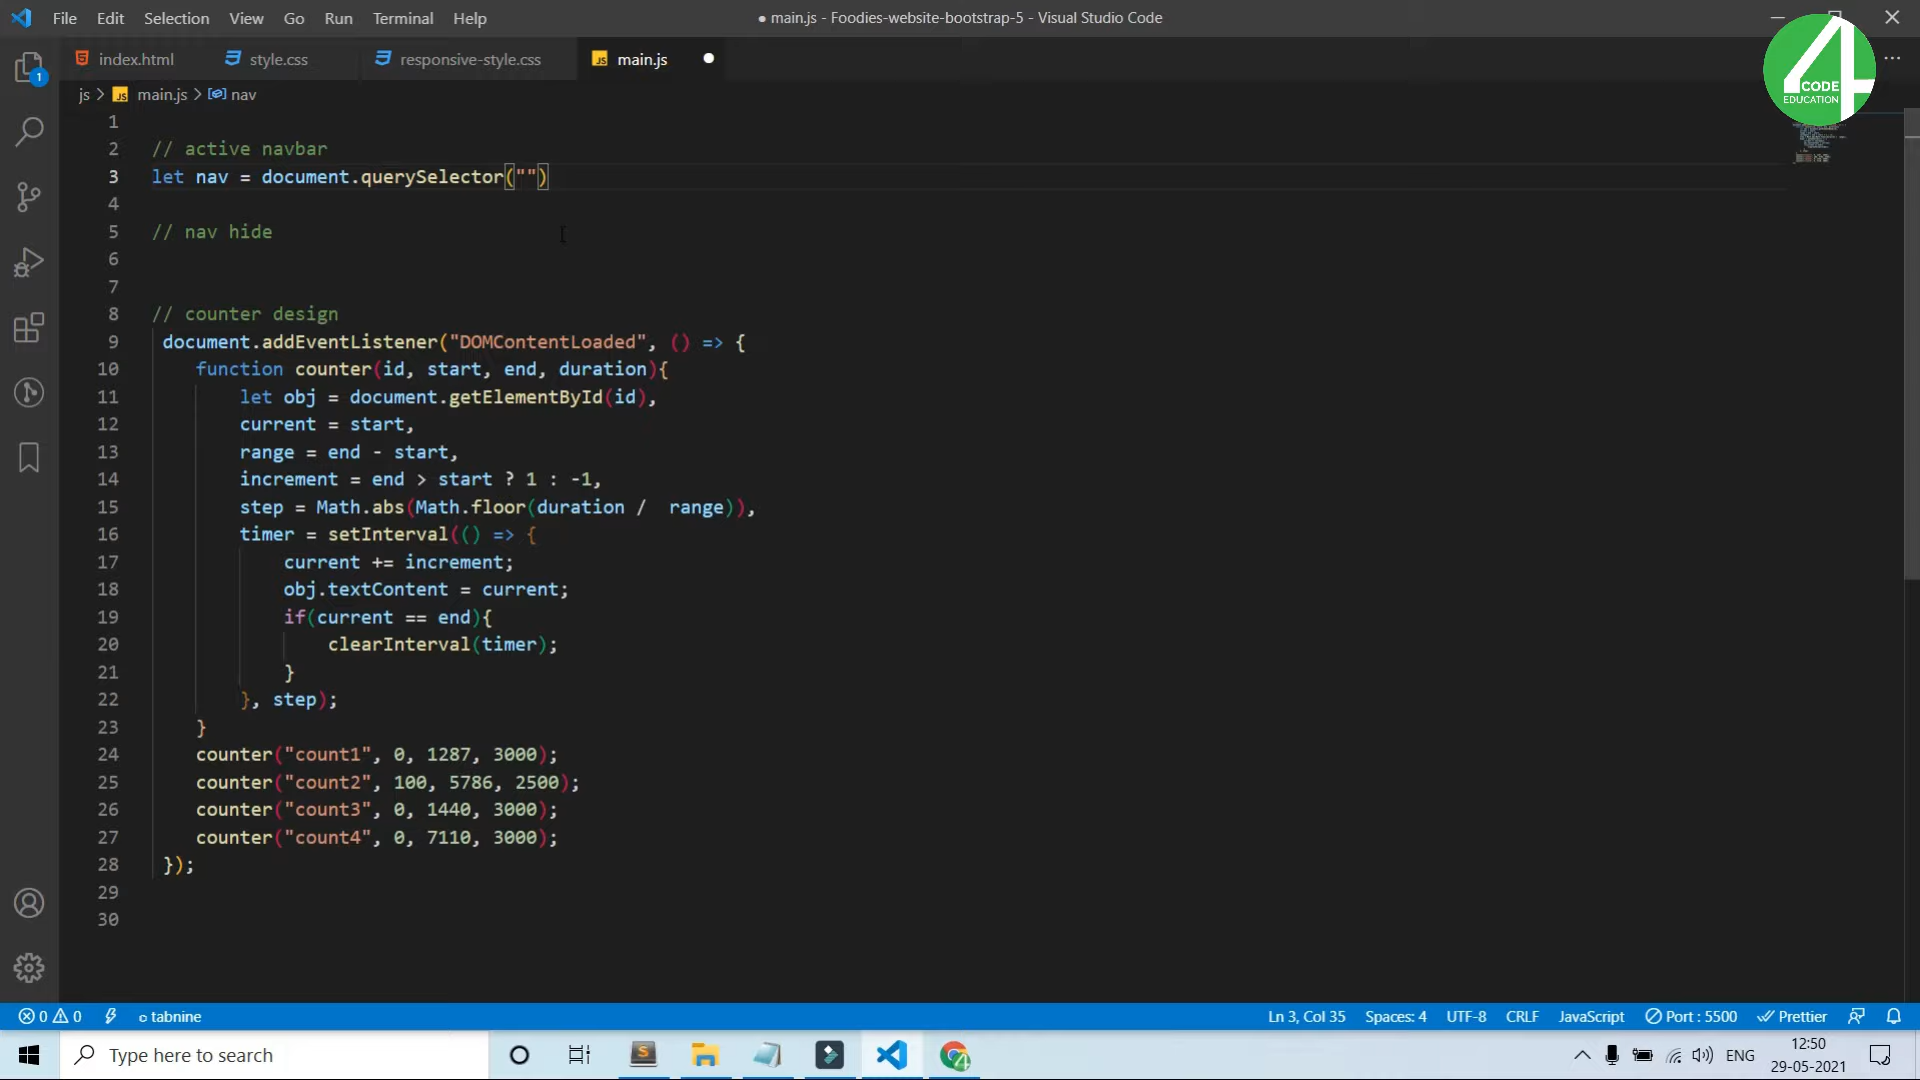 File Edit Selection View Go Run Terminal Help
● main.js - Foodies-website-bootstrap-5 - Visual Studio Code
index.html
style.css
responsive-style.css
JS main.js
4
CODE
EDUCATION
js > JS main.js > nav
1
1
2 // active navbar
3 let nav = document.querySelector("")
4
5 // nav hide
6
7
8 // counter design
9 document.addEventListener("DOMContentLoaded", () => {
10 function counter(id, start, end, duration){
11 let obj = document.getElementById(id),
12 current = start,
13 range = end - start,
14 increment = end > start ? 1 : -1,
15 step = Math.abs(Math.floor(duration /  range)),
16 timer = setInterval(() => {
17 current += increment;
18 obj.textContent = current;
19 if(current == end){
20 clearInterval(timer);
21 }
22 }, step);
23 }
24 counter("count1", 0, 1287, 3000);
25 counter("count2", 100, 5786, 2500);
26 counter("count3", 0, 1440, 3000);
27 counter("count4", 0, 7110, 3000);
28 });
29
30
0 0 tabnine
Ln 3, Col 35 Spaces: 4 UTF-8 CRLF JavaScript Port : 5500 Prettier
Type here to search
ENG
12:50
29-05-2021